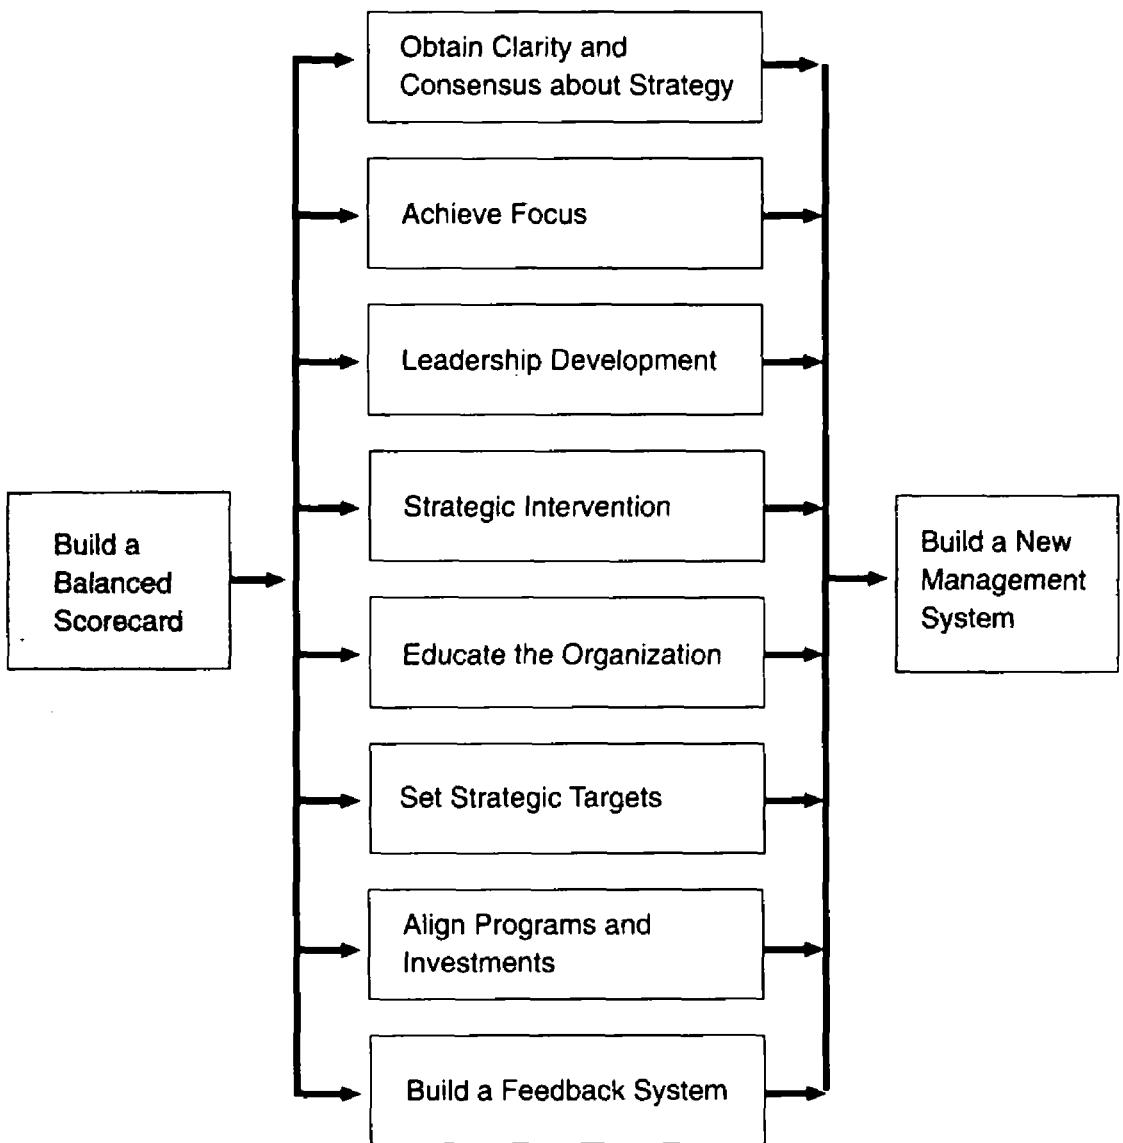 Obtain Clarity and
Consensus about Strategy
Achieve Focus
Leadership Development
Strategic Intervention
Build a
Balanced
Scorecard
Build a New
Management
System
Educate the Organization
Set Strategic Targets
Align Programs and
Investments
Build a Feedback System